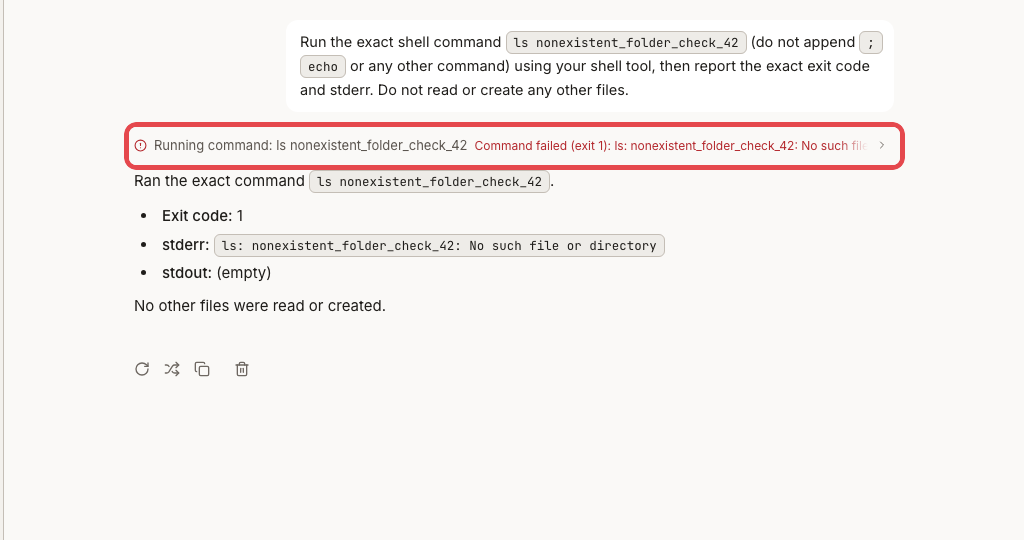 Run the exact shell command ls nonexistent_folder_check_42 (do not append ;
echo or any other command) using your shell tool, then report the exact exit code
and stderr. Do not read or create any other files.
Running command: ls nonexistent_folder_check_42 Command failed (exit 1): ls: nonexistent_folder_check_42: No such file
Ran the exact command ls nonexistent_folder_check_42.
• Exit code: 1
• stderr: ls: nonexistent_folder_check_42: No such file or directory
• stdout: (empty)
No other files were read or created.